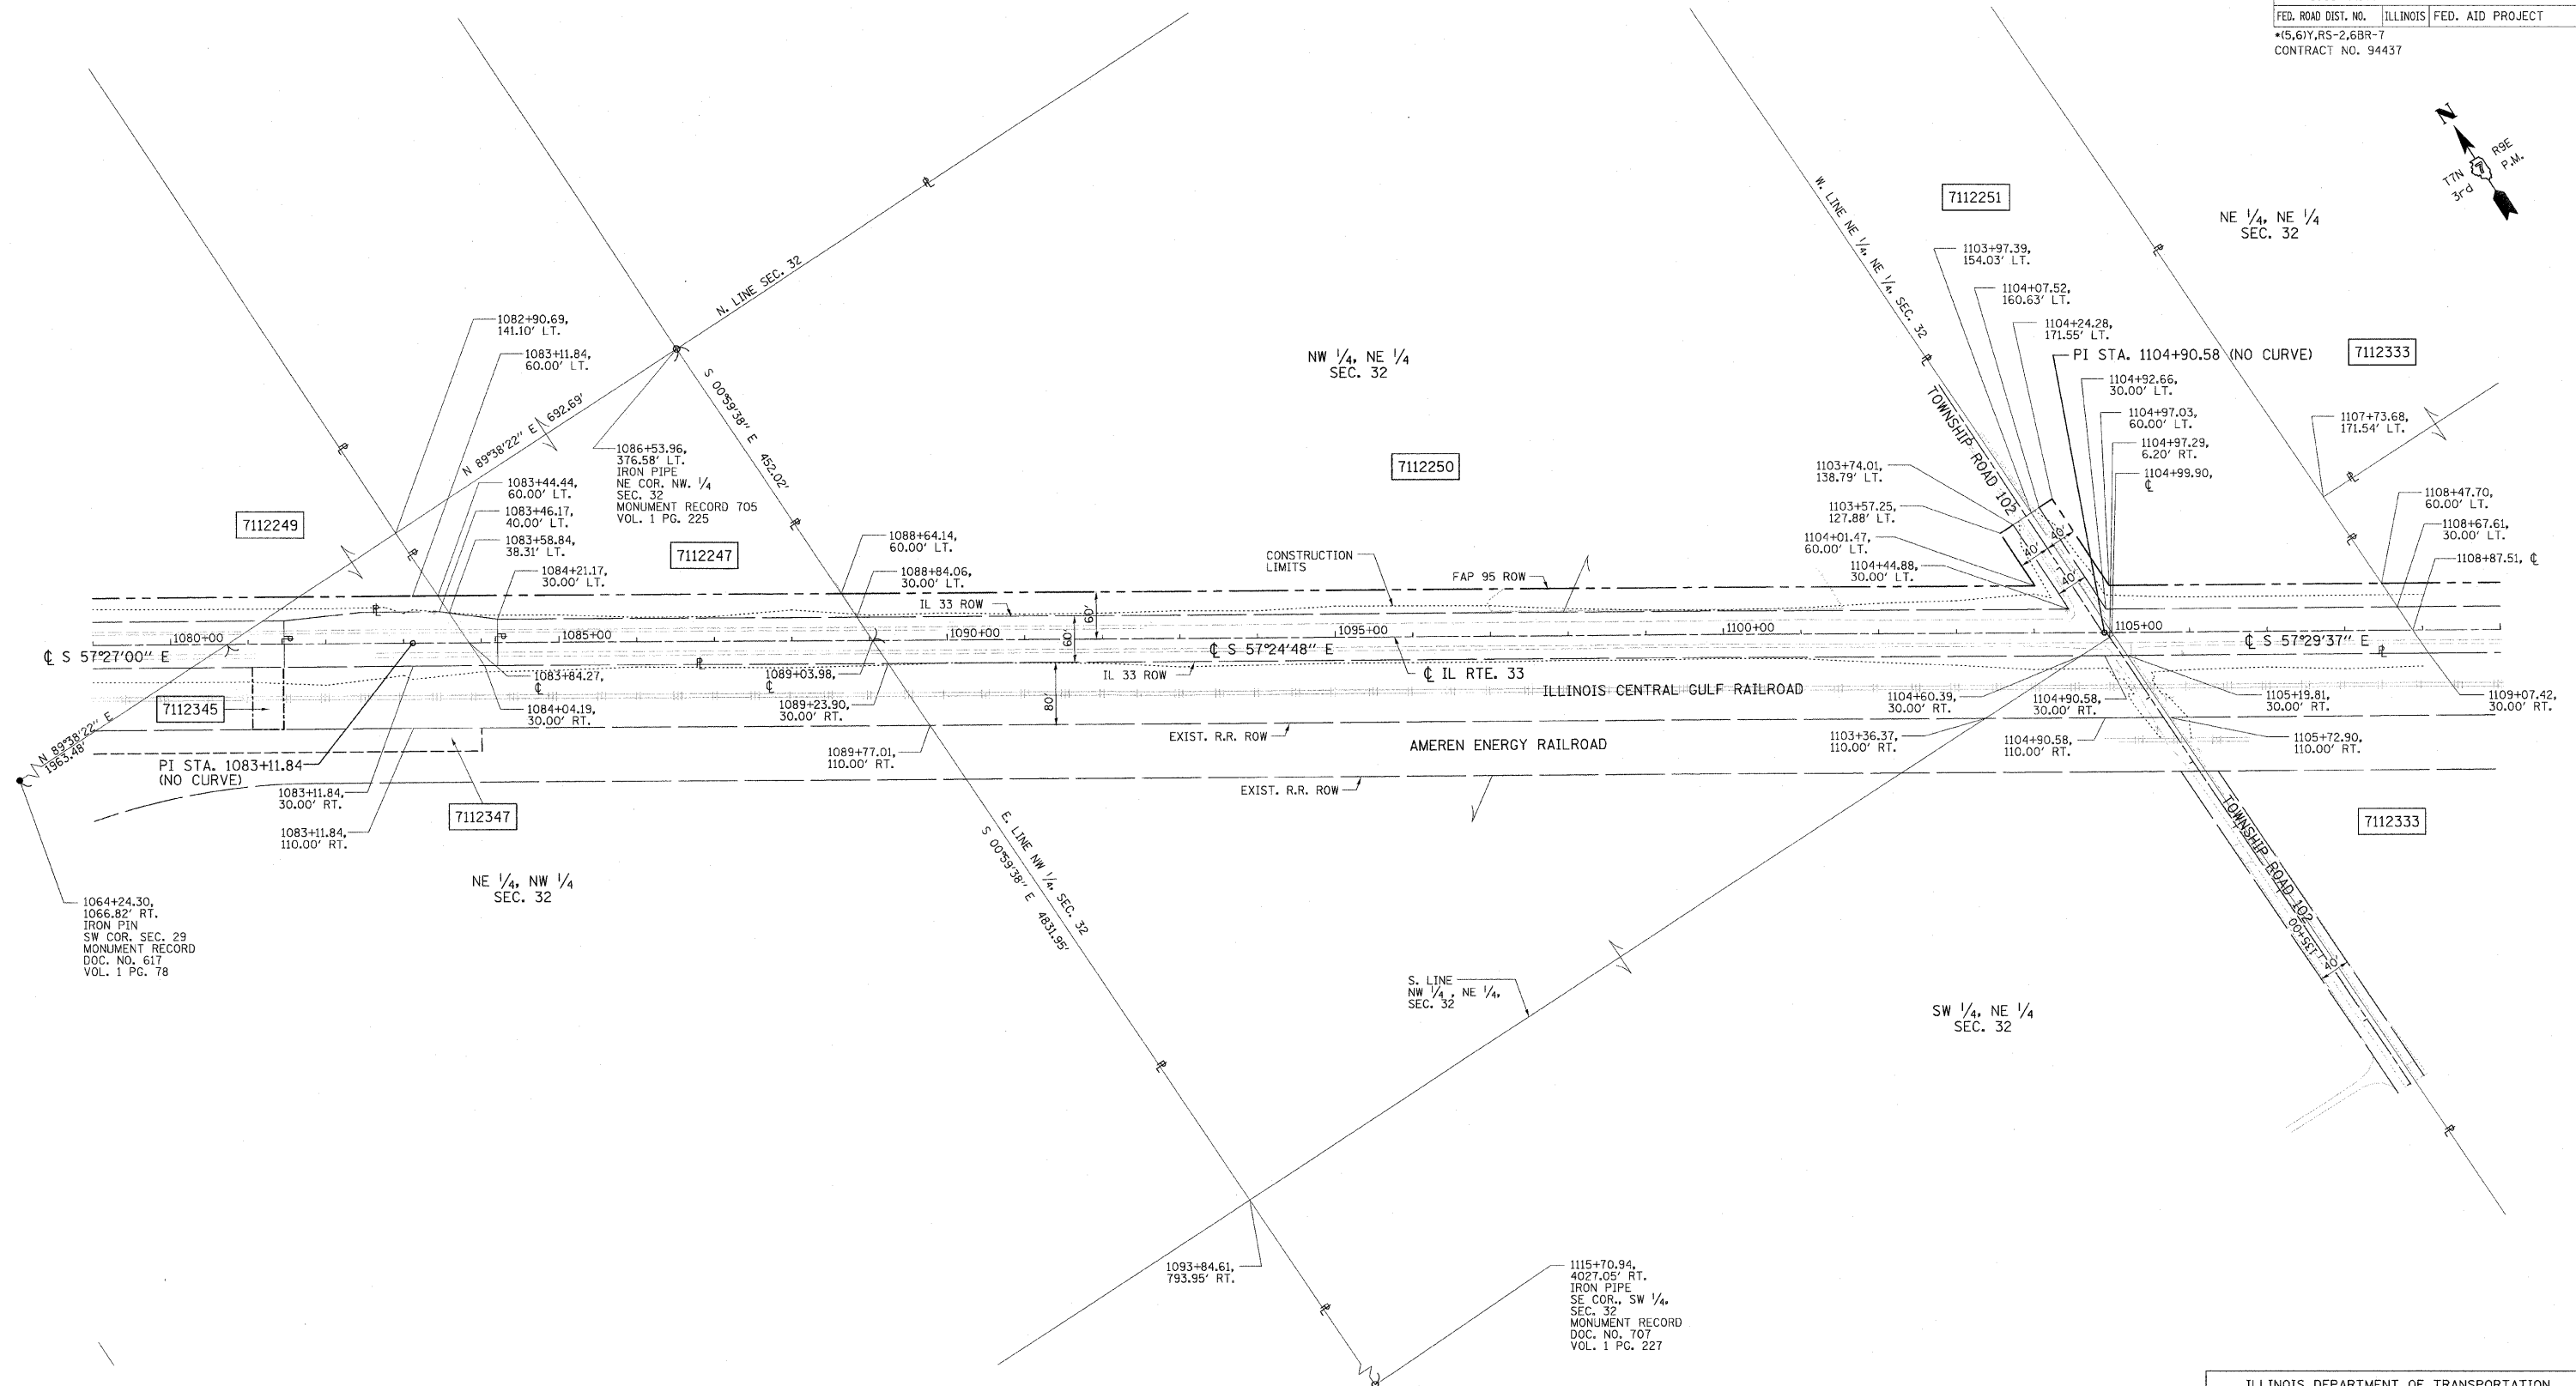 FED. ROAD DIST. NO. ILLINOIS FED. AID PROJECT
*(5,6)Y,RS-2,6BR-7
CONTRACT NO. 94437
N
R9E
P.M.
T7N
3rd
7112251
NE 1/4, NE 1/4
SEC. 32
W. LINE NE 1/4, NE 1/4, SEC. 32
1103+97.39,
154.03' LT.
1104+07.52,
160.63' LT.
1104+24.28,
171.55' LT.
PI STA. 1104+90.58 (NO CURVE)
7112333
1104+92.66,
30.00' LT.
1104+97.03,
60.00' LT.
1104+97.29,
6.20' RT.
1104+99.90,
℄
1107+73.68,
171.54' LT.
1108+47.70,
60.00' LT.
1108+67.61,
30.00' LT.
1108+87.51, ℄
N. LINE SEC. 32
1082+90.69,
141.10' LT.
1083+11.84,
60.00' LT.
NW 1/4, NE 1/4
SEC. 32
S 00°59'38" E 452.02'
N 89°38'22" E 692.69'
1086+53.96,
376.58' LT.
IRON PIPE
NE COR. NW. 1/4
SEC. 32
MONUMENT RECORD 705
VOL. 1 PG. 225
1083+44.44,
60.00' LT.
1083+46.17,
40.00' LT.
1083+58.84,
38.31' LT.
1084+21.17,
30.00' LT.
7112249
7112247
7112250
1088+64.14,
60.00' LT.
1088+84.06,
30.00' LT.
CONSTRUCTION
LIMITS
FAP 95 ROW
IL 33 ROW
60'
60'
TOWNSHIP ROAD 102
1103+74.01,
138.79' LT.
1103+57.25,
127.88' LT.
1104+01.47,
60.00' LT.
1104+44.88,
30.00' LT.
40'
40'
40'
1080+00
1085+00
1090+00
1095+00
1100+00
1105+00
℄ S 57°27'00" E
℄ S 57°24'48" E
℄ S 57°29'37" E
IL 33 ROW
℄ IL RTE. 33
ILLINOIS CENTRAL GULF RAILROAD
80'
1083+84.27,
℄
1084+04.19,
30.00' RT.
1089+03.98,
℄
1089+23.90,
30.00' RT.
1089+77.01,
110.00' RT.
EXIST. R.R. ROW
AMEREN ENERGY RAILROAD
EXIST. R.R. ROW
1104+60.39,
30.00' RT.
1104+90.58,
30.00' RT.
1105+19.81,
30.00' RT.
1109+07.42,
30.00' RT.
1103+36.37,
110.00' RT.
1104+90.58,
110.00' RT.
1105+72.90,
110.00' RT.
7112345
N 89°38'22" E
1963.48'
PI STA. 1083+11.84
(NO CURVE)
1083+11.84,
30.00' RT.
1083+11.84,
110.00' RT.
7112347
7112333
TOWNSHIP ROAD 102
135+00
40'
NE 1/4, NW 1/4
SEC. 32
E. LINE NW 1/4, SEC. 32
S 00°59'38" E 4831.95'
1064+24.30,
1066.82' RT.
IRON PIN
SW COR. SEC. 29
MONUMENT RECORD
DOC. NO. 617
VOL. 1 PG. 78
S. LINE
NW 1/4, NE 1/4,
SEC. 32
SW 1/4, NE 1/4
SEC. 32
1093+84.61,
793.95' RT.
1115+70.94,
4027.05' RT.
IRON PIPE
SE COR., SW 1/4,
SEC. 32
MONUMENT RECORD
DOC. NO. 707
VOL. 1 PG. 227
ILLINOIS DEPARTMENT OF TRANSPORTATION